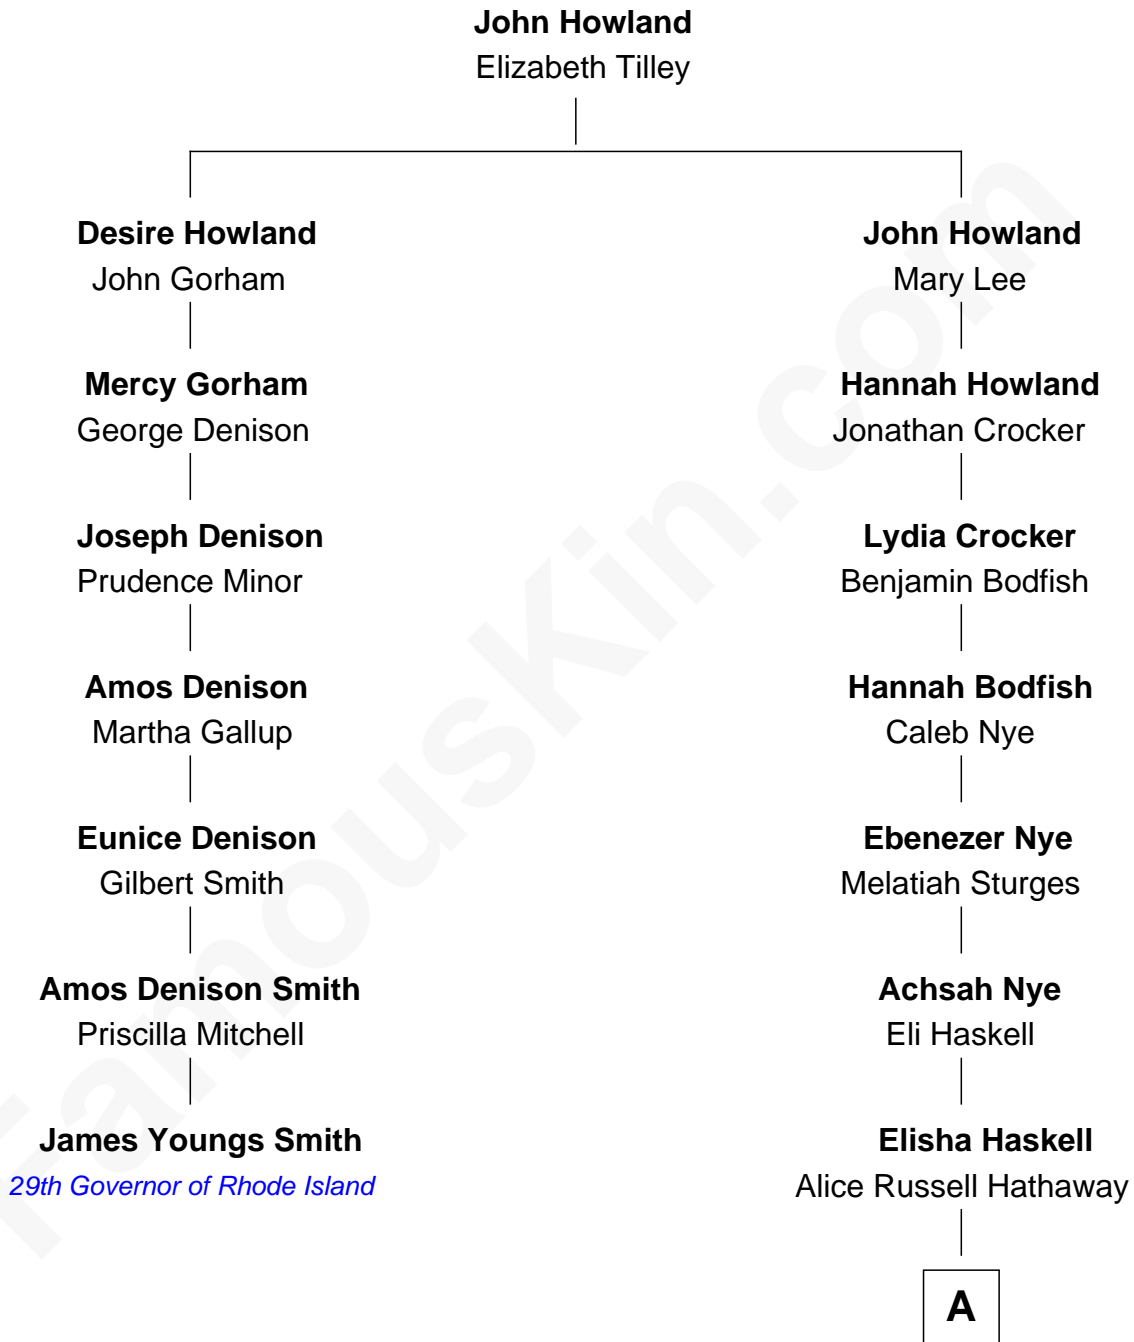 John Howland
Elizabeth Tilley
Desire Howland
John Gorham
John Howland
Mary Lee
Mercy Gorham
George Denison
Hannah Howland
Jonathan Crocker
Joseph Denison
Prudence Minor
Lydia Crocker
Benjamin Bodfish
Amos Denison
Martha Gallup
Hannah Bodfish
Caleb Nye
Eunice Denison
Gilbert Smith
Ebenezer Nye
Melatiah Sturges
Amos Denison Smith
Priscilla Mitchell
Achsah Nye
Eli Haskell
James Youngs Smith
29th Governor of Rhode Island
Elisha Haskell
Alice Russell Hathaway
A
FamousKin.com